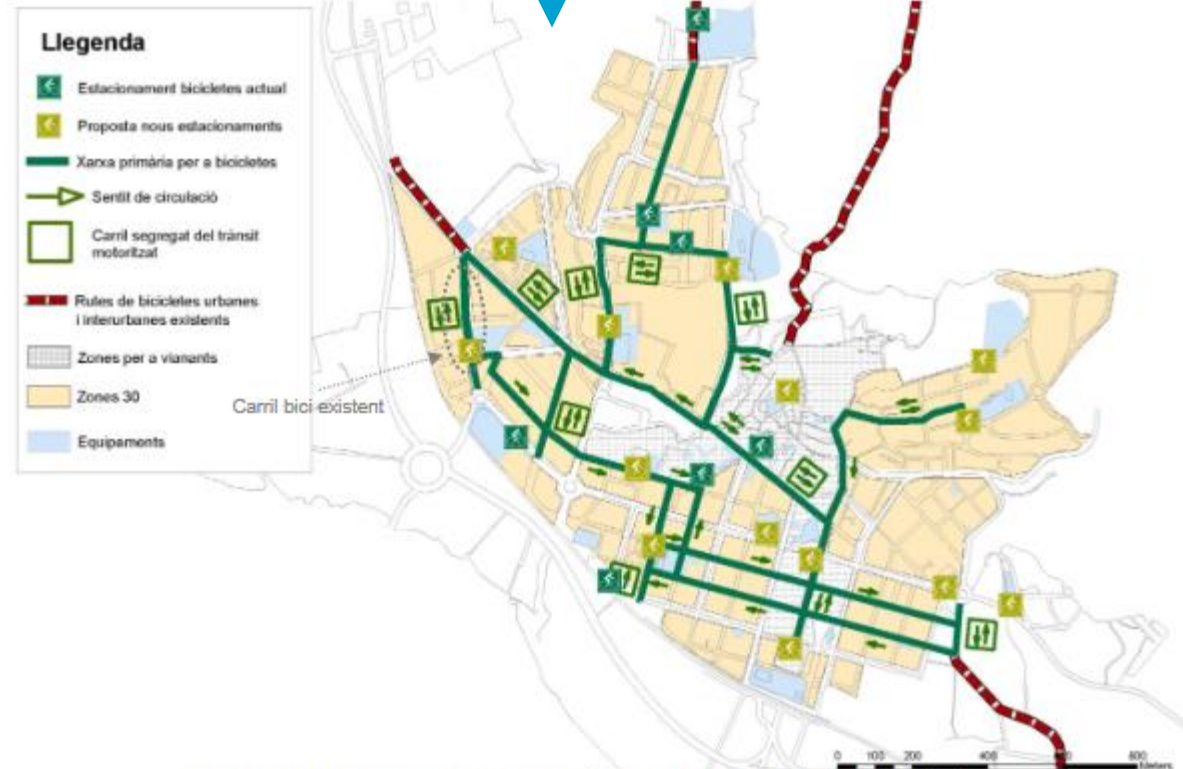 Llegenda
Estacionament bicicletes actual
Proposta nous estacionaments
Xarxa primària per a bicicletes
Sentit de circulació
Carril segregat del trànsit
motoritzat
Rutes de bicicletes urbanes
i interurbanes existents
Zones per a vianants
Zones 30
Equipaments
Carril bici existent
0 100 200 400 800
Meters